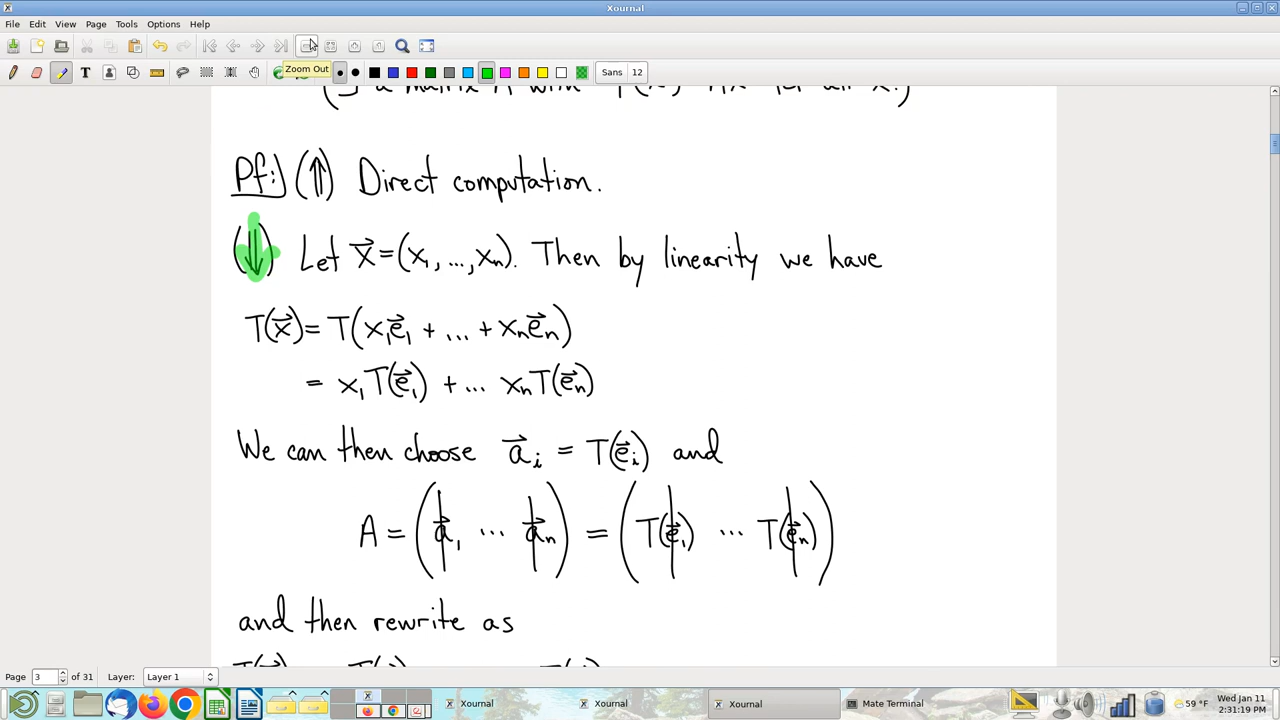 Xournal
File Edit View Page Tools Options Help
Zoom Out
Sans 12
Pf:) (⇑) Direct computation.
(⇓) Let x⃗ = (x₁, ..., xₙ). Then by linearity we have
T(x⃗) = T(x₁e⃗₁ + ... + xₙe⃗ₙ)
= x₁T(e⃗₁) + ... xₙT(e⃗ₙ)
We can then choose a⃗ᵢ = T(e⃗ᵢ) and
A = (a⃗₁ ... a⃗ₙ) = (T(e⃗₁) ... T(e⃗ₙ))
and then rewrite as
Page 3 of 31 Layer: Layer 1
Xournal Xournal Xournal Mate Terminal 59 °F Wed Jan 11
2:31:19 PM